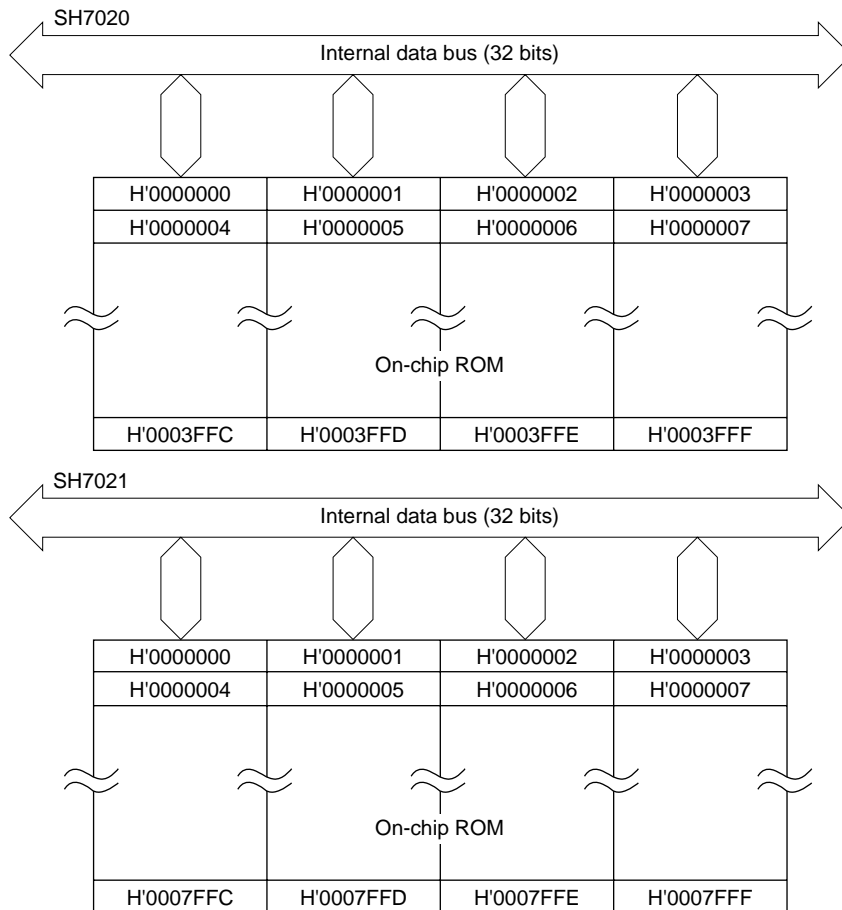 SH7020
Internal data bus (32 bits)
H'0000000 H'0000001 H'0000002 H'0000003
H'0000004 H'0000005 H'0000006 H'0000007
On-chip ROM
H'0003FFC H'0003FFD H'0003FFE H'0003FFF
SH7021
Internal data bus (32 bits)
H'0000000 H'0000001 H'0000002 H'0000003
H'0000004 H'0000005 H'0000006 H'0000007
On-chip ROM
H'0007FFC H'0007FFD H'0007FFE H'0007FFF